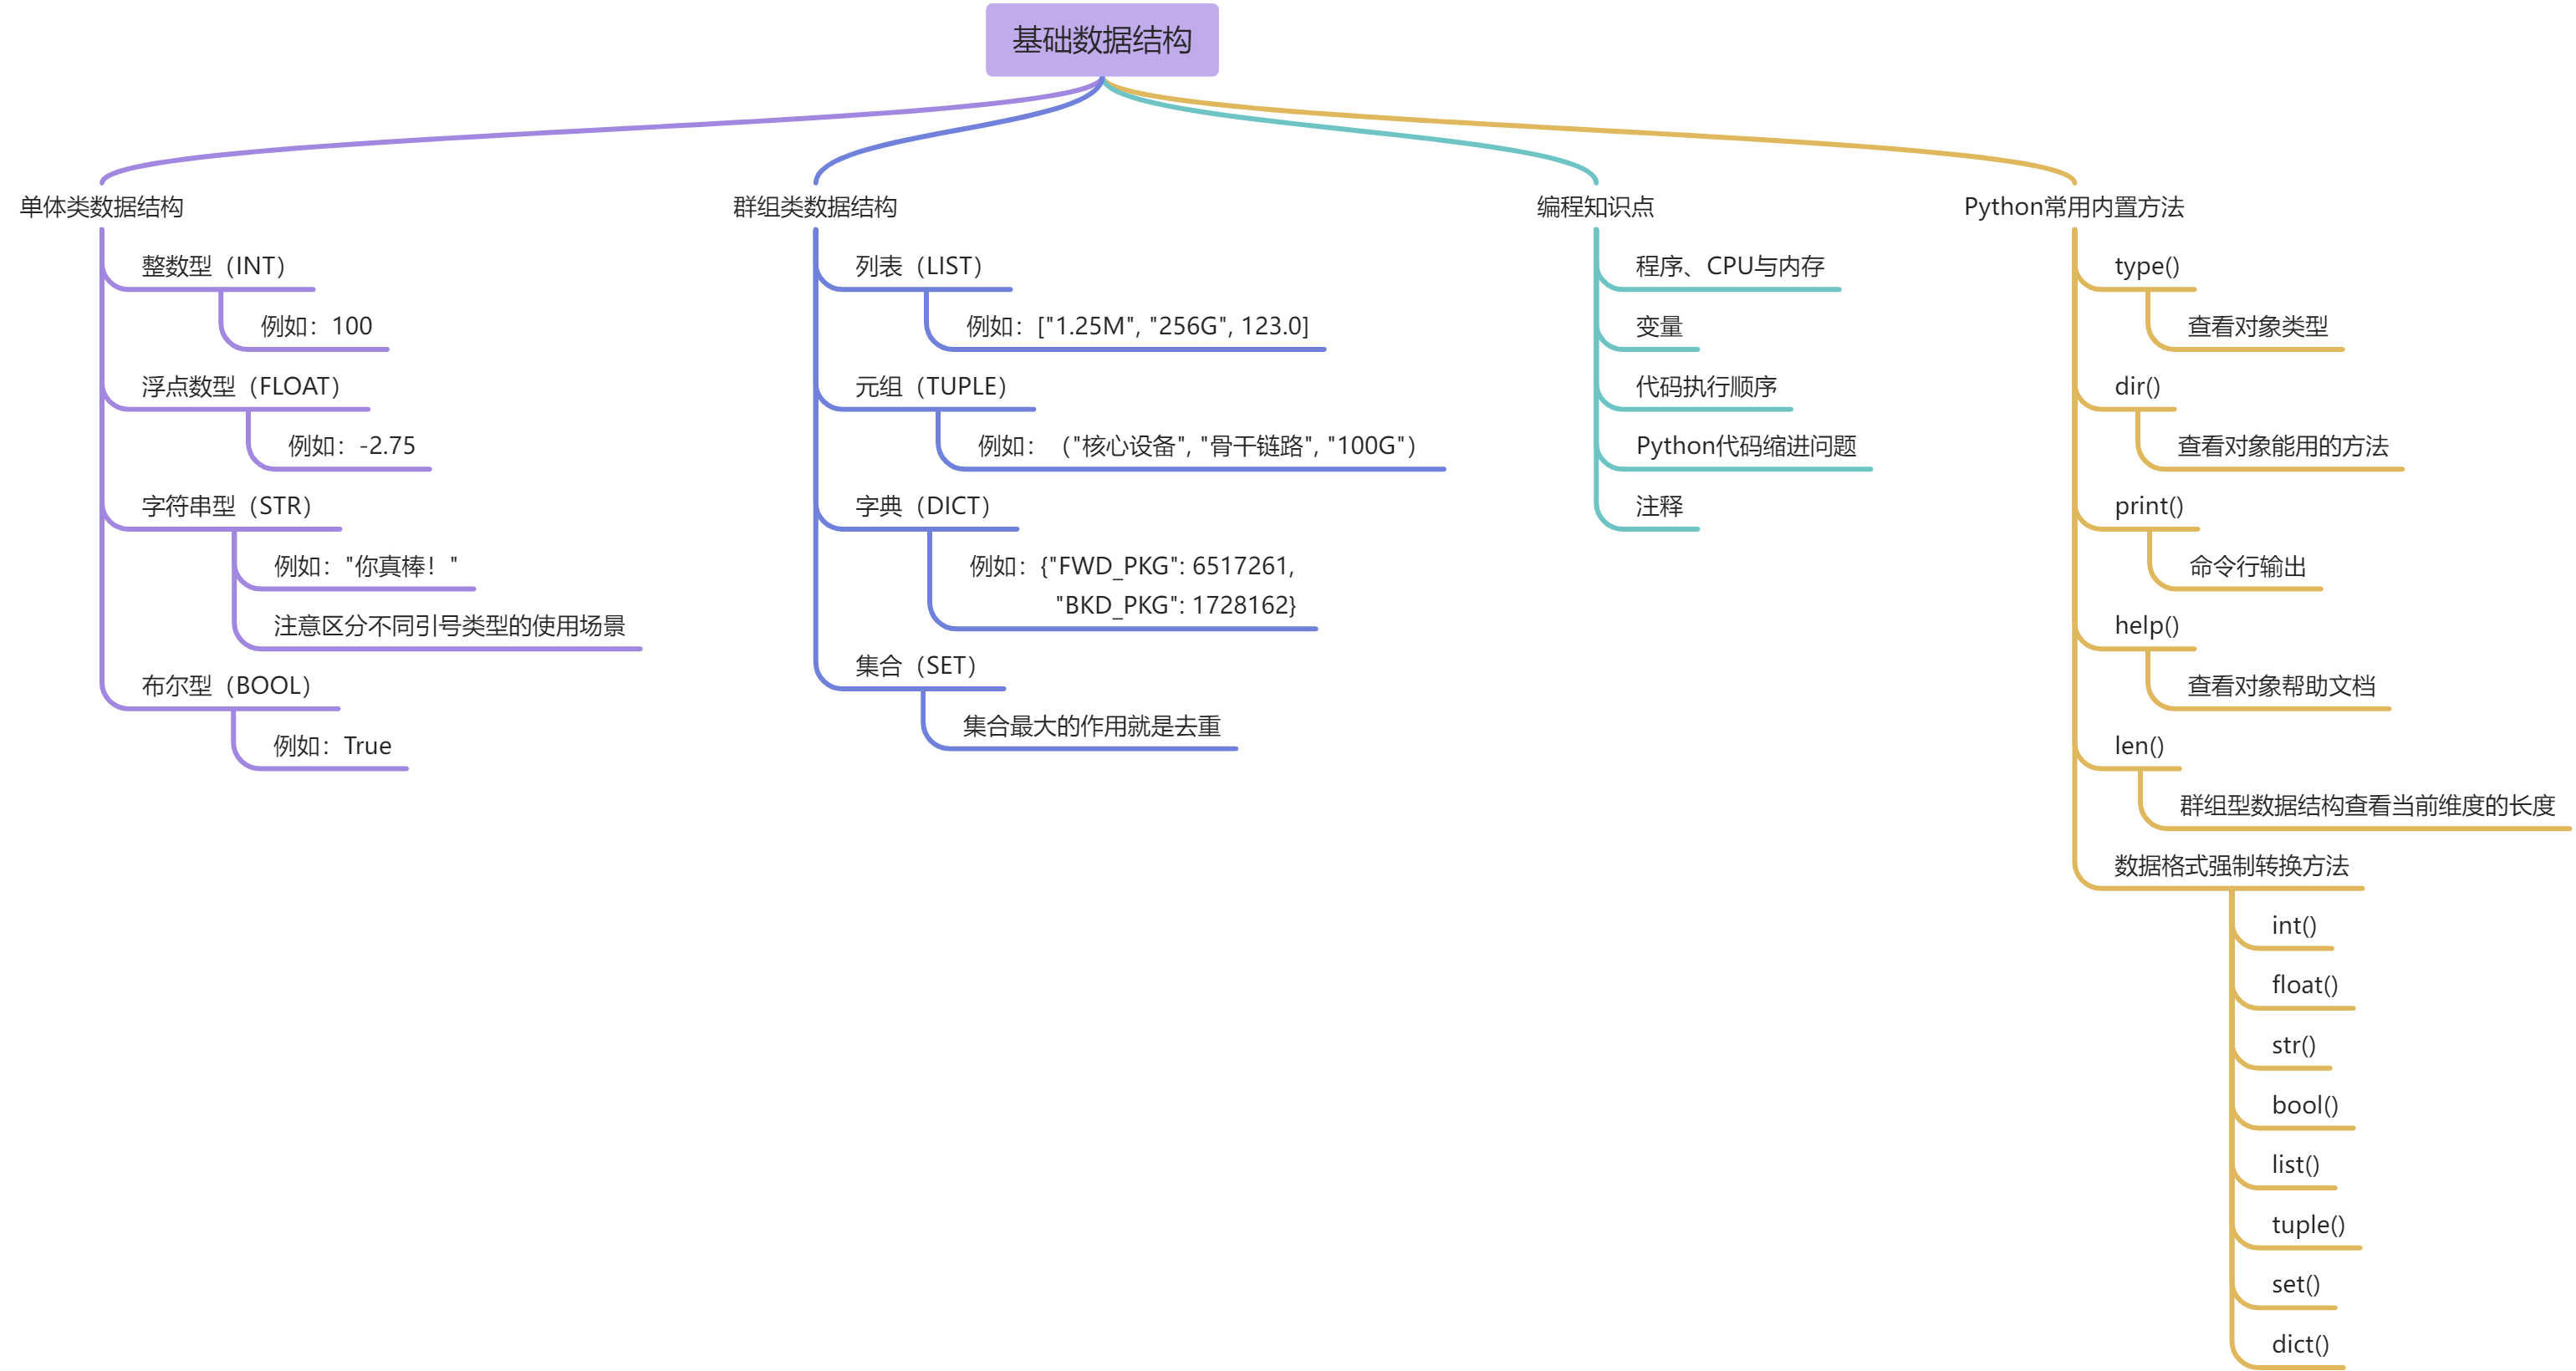 基础数据结构
单体类数据结构
整数型（INT）
例如：100
浮点数型（FLOAT）
例如：-2.75
字符串型（STR）
例如："你真棒！"
注意区分不同引号类型的使用场景
布尔型（BOOL）
例如：True
群组类数据结构
列表（LIST）
例如：["1.25M", "256G", 123.0]
元组（TUPLE）
例如：（"核心设备", "骨干链路", "100G"）
字典（DICT）
例如：{"FWD_PKG": 6517261,
"BKD_PKG": 1728162}
集合（SET）
集合最大的作用就是去重
编程知识点
程序、CPU与内存
变量
代码执行顺序
Python代码缩进问题
注释
Python常用内置方法
type()
查看对象类型
dir()
查看对象能用的方法
print()
命令行输出
help()
查看对象帮助文档
len()
群组型数据结构查看当前维度的长度
数据格式强制转换方法
int()
float()
str()
bool()
list()
tuple()
set()
dict()